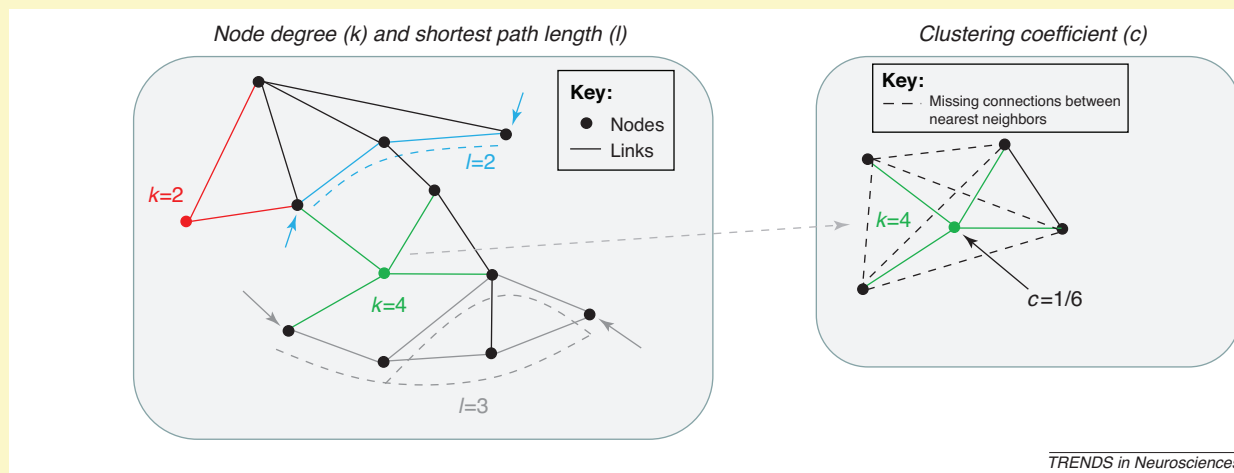 Node degree (k) and shortest path length (l)
Clustering coefficient (c)
Key:
Nodes
Links
l=2
k=2
k=4
l=3
Key:
Missing connections between
nearest neighbors
k=4
c=1/6
TRENDS in Neurosciences